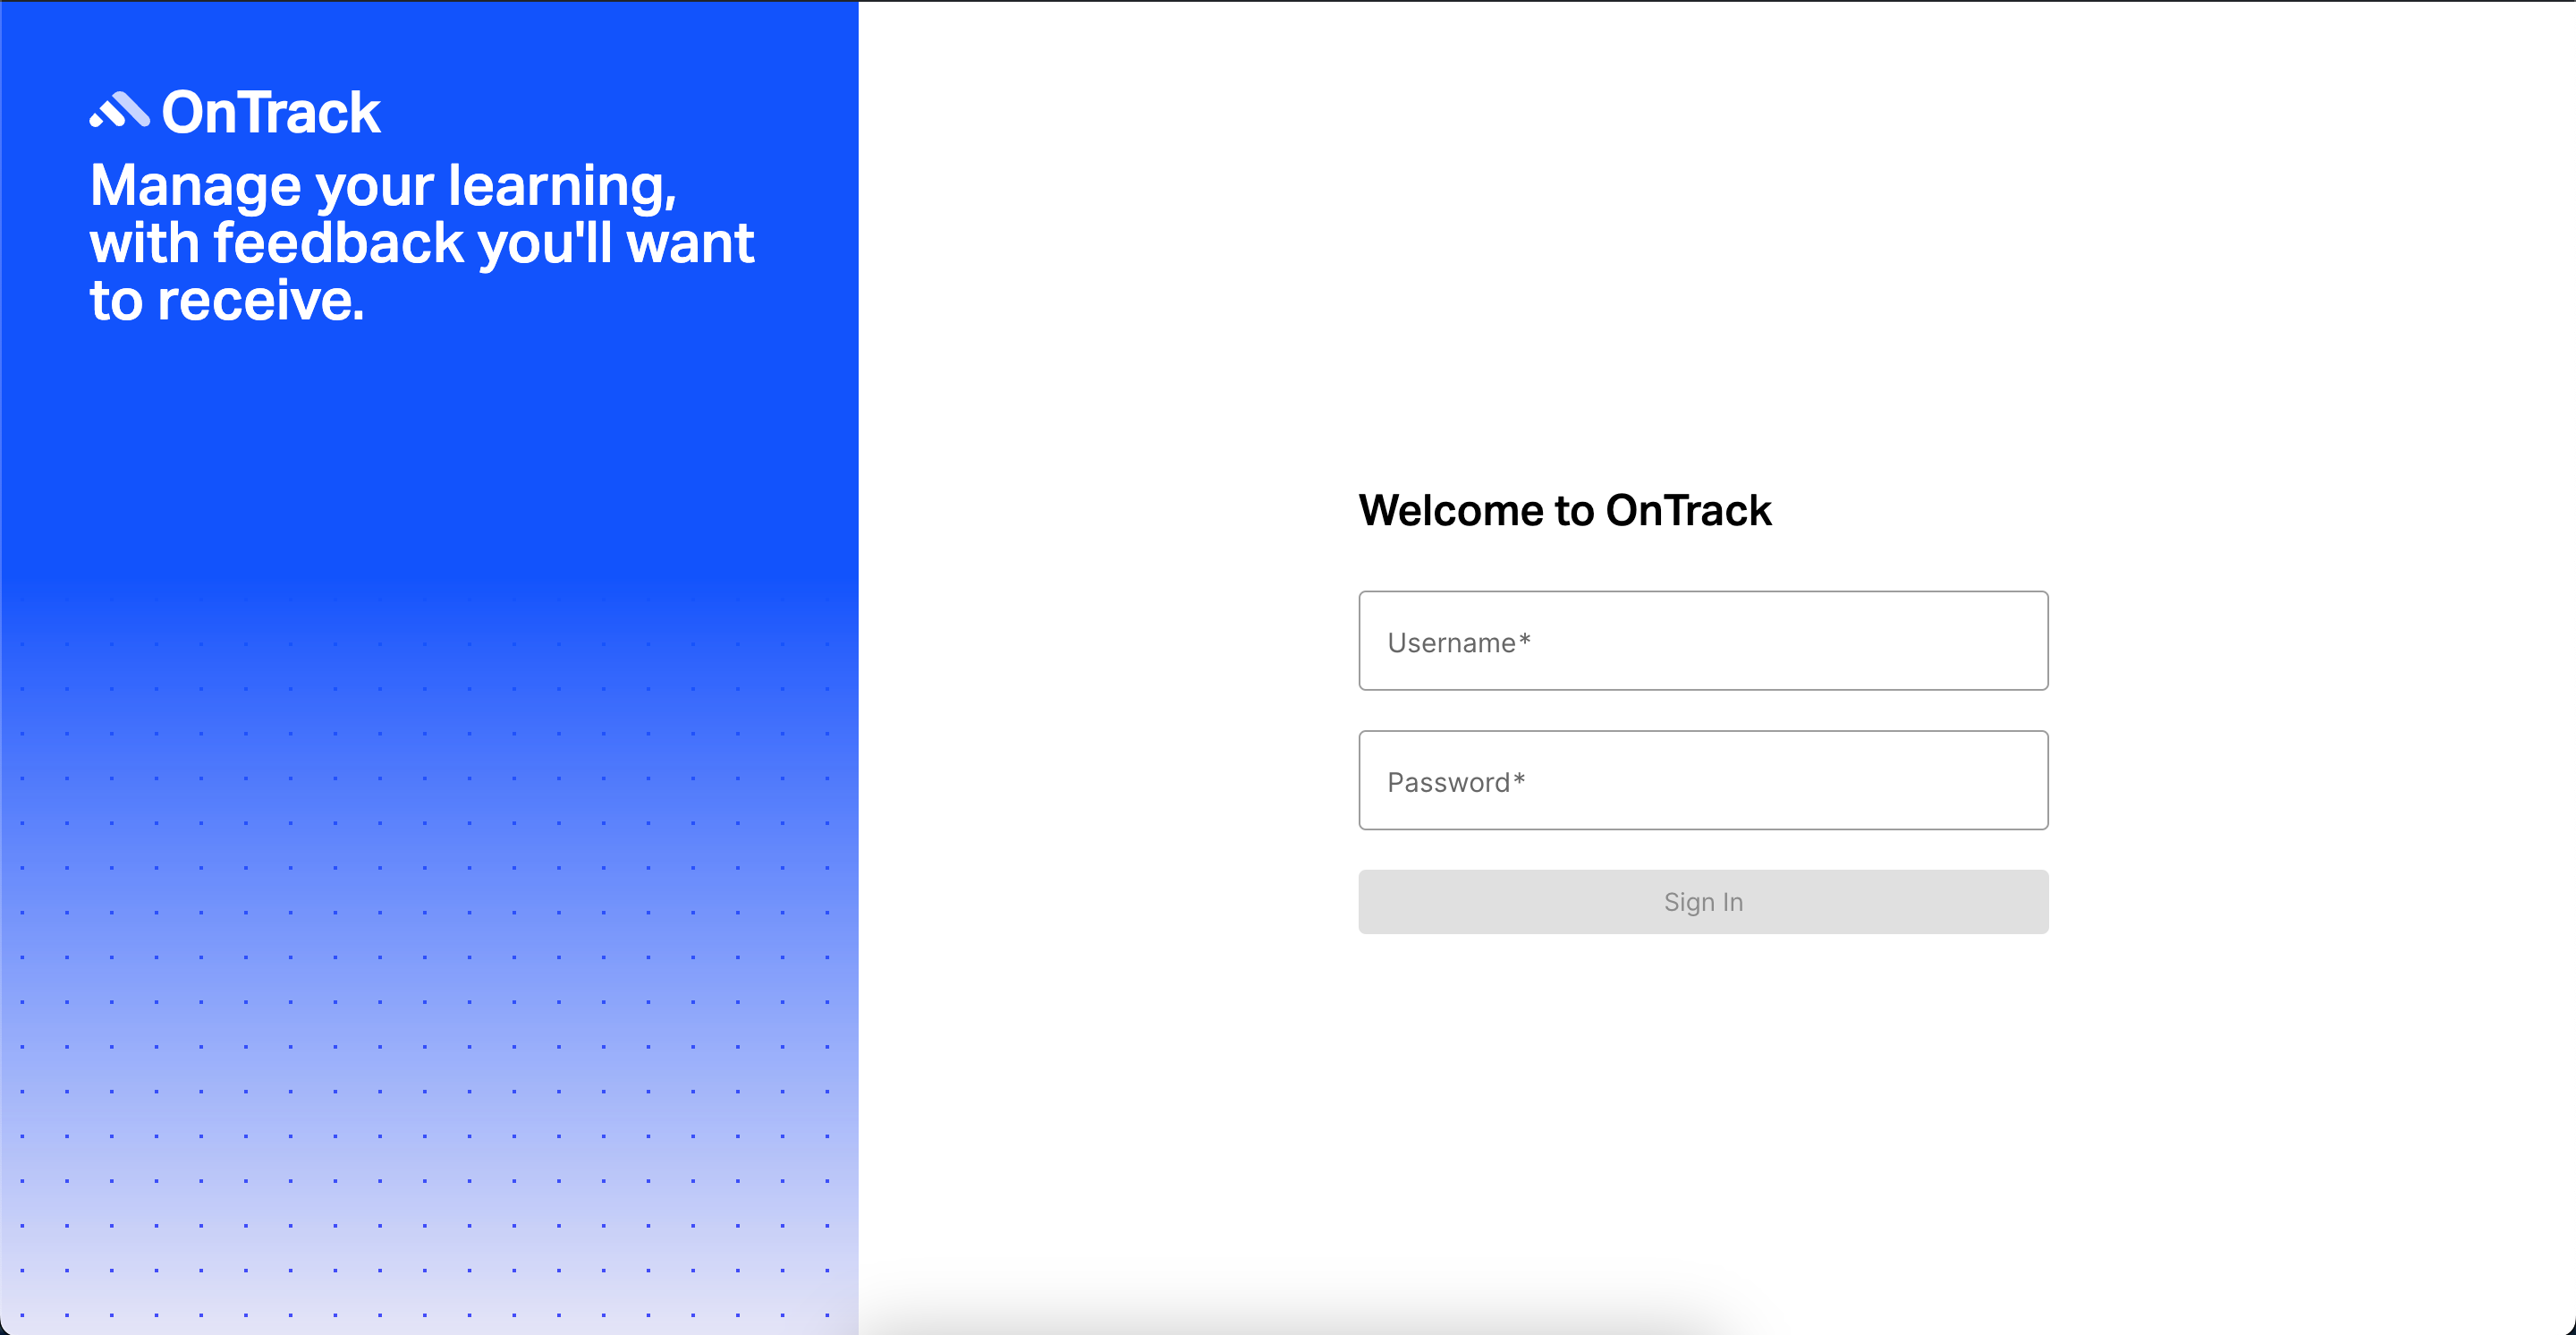 OnTrack
Manage your learning,
with feedback you'll want
to receive.
Welcome to OnTrack
Username*
Password*
Sign In